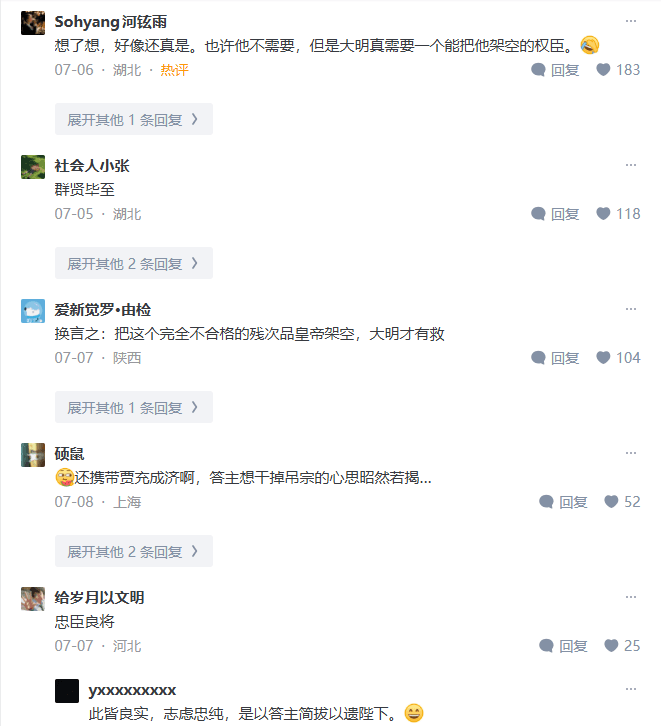 Sohyang河铉雨
想了想，好像还真是。也许他不需要，但是大明真需要一个能把他架空的权臣。
07-06 · 湖北 · 热评 回复 183
展开其他 1 条回复
社会人小张
群贤毕至
07-05 · 湖北 回复 118
展开其他 2 条回复
爱新觉罗•由检
换言之：把这个完全不合格的残次品皇帝架空，大明才有救
07-07 · 陕西 回复 104
展开其他 1 条回复
硕鼠
还携带贾充成济啊，答主想干掉吊宗的心思昭然若揭...
07-08 · 上海 回复 52
展开其他 2 条回复
给岁月以文明
忠臣良将
07-07 · 河北 回复 25
yxxxxxxxxx
此皆良实，志虑忠纯，是以答主简拔以遗陛下。